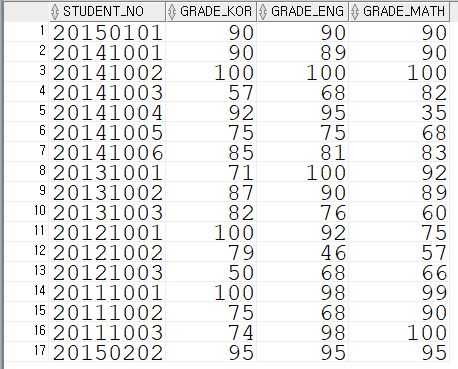 STUDENT_NO GRADE_KOR GRADE_ENG GRADE_MATH
1 20150101 90 90 90
2 20141001 90 89 90
3 20141002 100 100 100
4 20141003 57 68 82
5 20141004 92 95 35
6 20141005 75 75 68
7 20141006 85 81 83
8 20131001 71 100 92
9 20131002 87 90 89
10 20131003 82 76 60
11 20121001 100 92 75
12 20121002 79 46 57
13 20121003 50 68 66
14 20111001 100 98 99
15 20111002 75 68 90
16 20111003 74 98 100
17 20150202 95 95 95